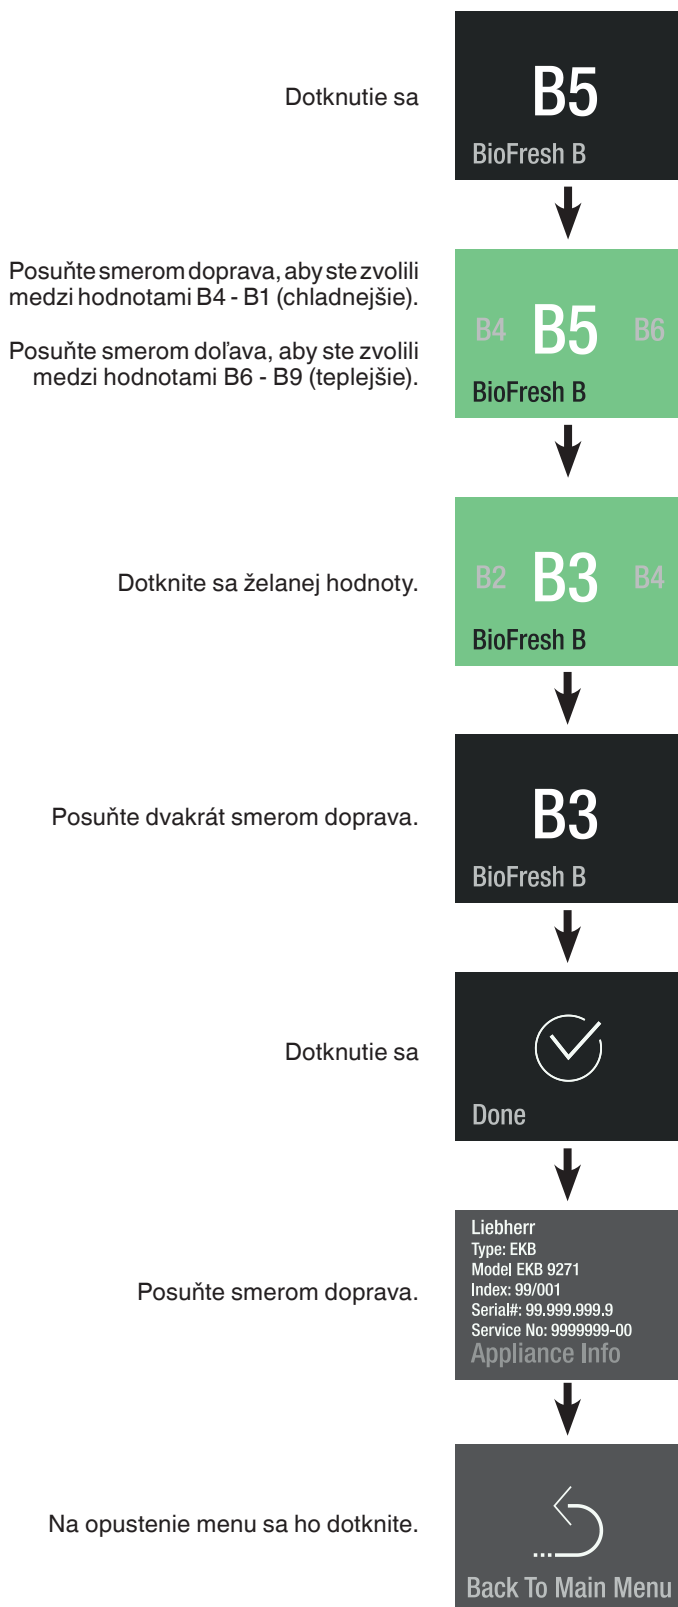 Dotknutie sa
B5
BioFresh B
Posuňte smerom doprava, aby ste zvolili
medzi hodnotami B4 - B1 (chladnejšie).
Posuňte smerom doľava, aby ste zvolili
medzi hodnotami B6 - B9 (teplejšie).
B4 B5 B6
BioFresh B
Dotknite sa želanej hodnoty.
B2 B3 B4
BioFresh B
Posuňte dvakrát smerom doprava.
B3
BioFresh B
Dotknutie sa
Done
Posuňte smerom doprava.
Liebherr
Type: EKB
Model EKB 9271
Index: 99/001
Serial#: 99.999.999.9
Service No: 9999999-00
Appliance Info
Na opustenie menu sa ho dotknite.
Back To Main Menu